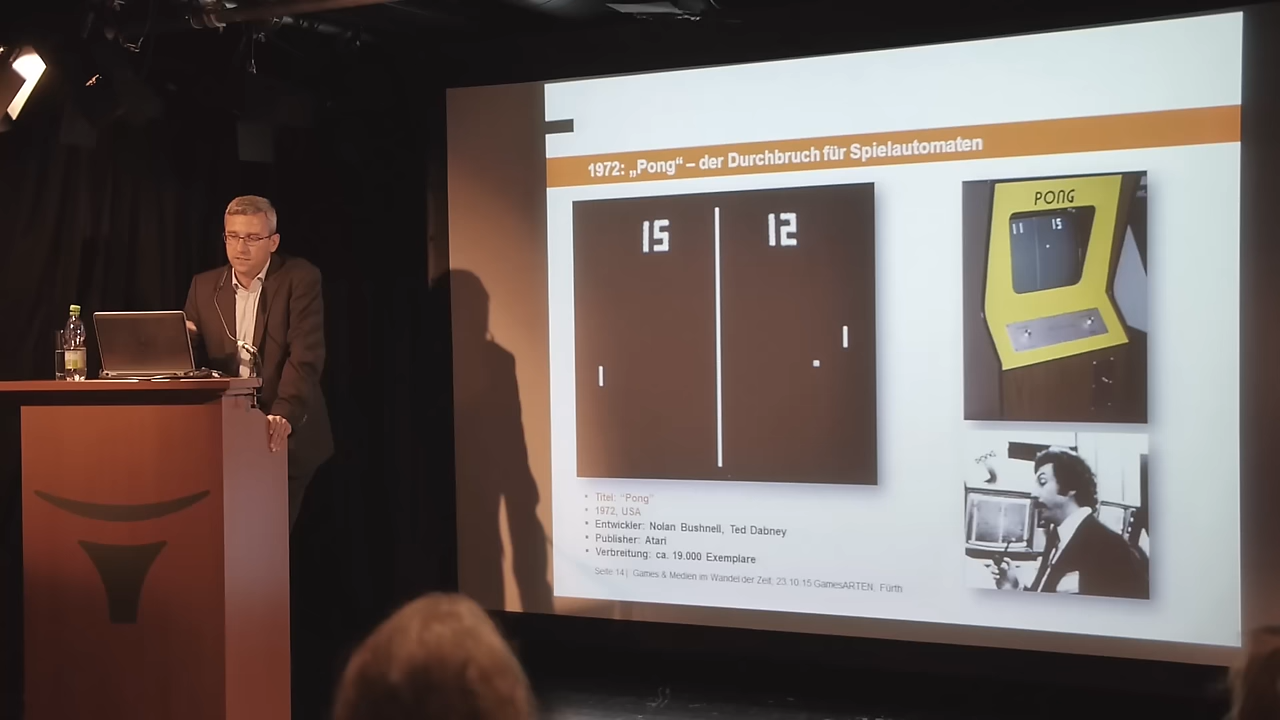 1972: „Pong“ – der Durchbruch für Spielautomaten
15 12
PONG
11 15
• Titel: “Pong”
• 1972, USA
• Entwickler: Nolan Bushnell, Ted Dabney
• Publisher: Atari
• Verbreitung: ca. 19.000 Exemplare
Seite 14 | Games & Medien im Wandel der Zeit, 23.10.15 GamesARTEN, Fürth